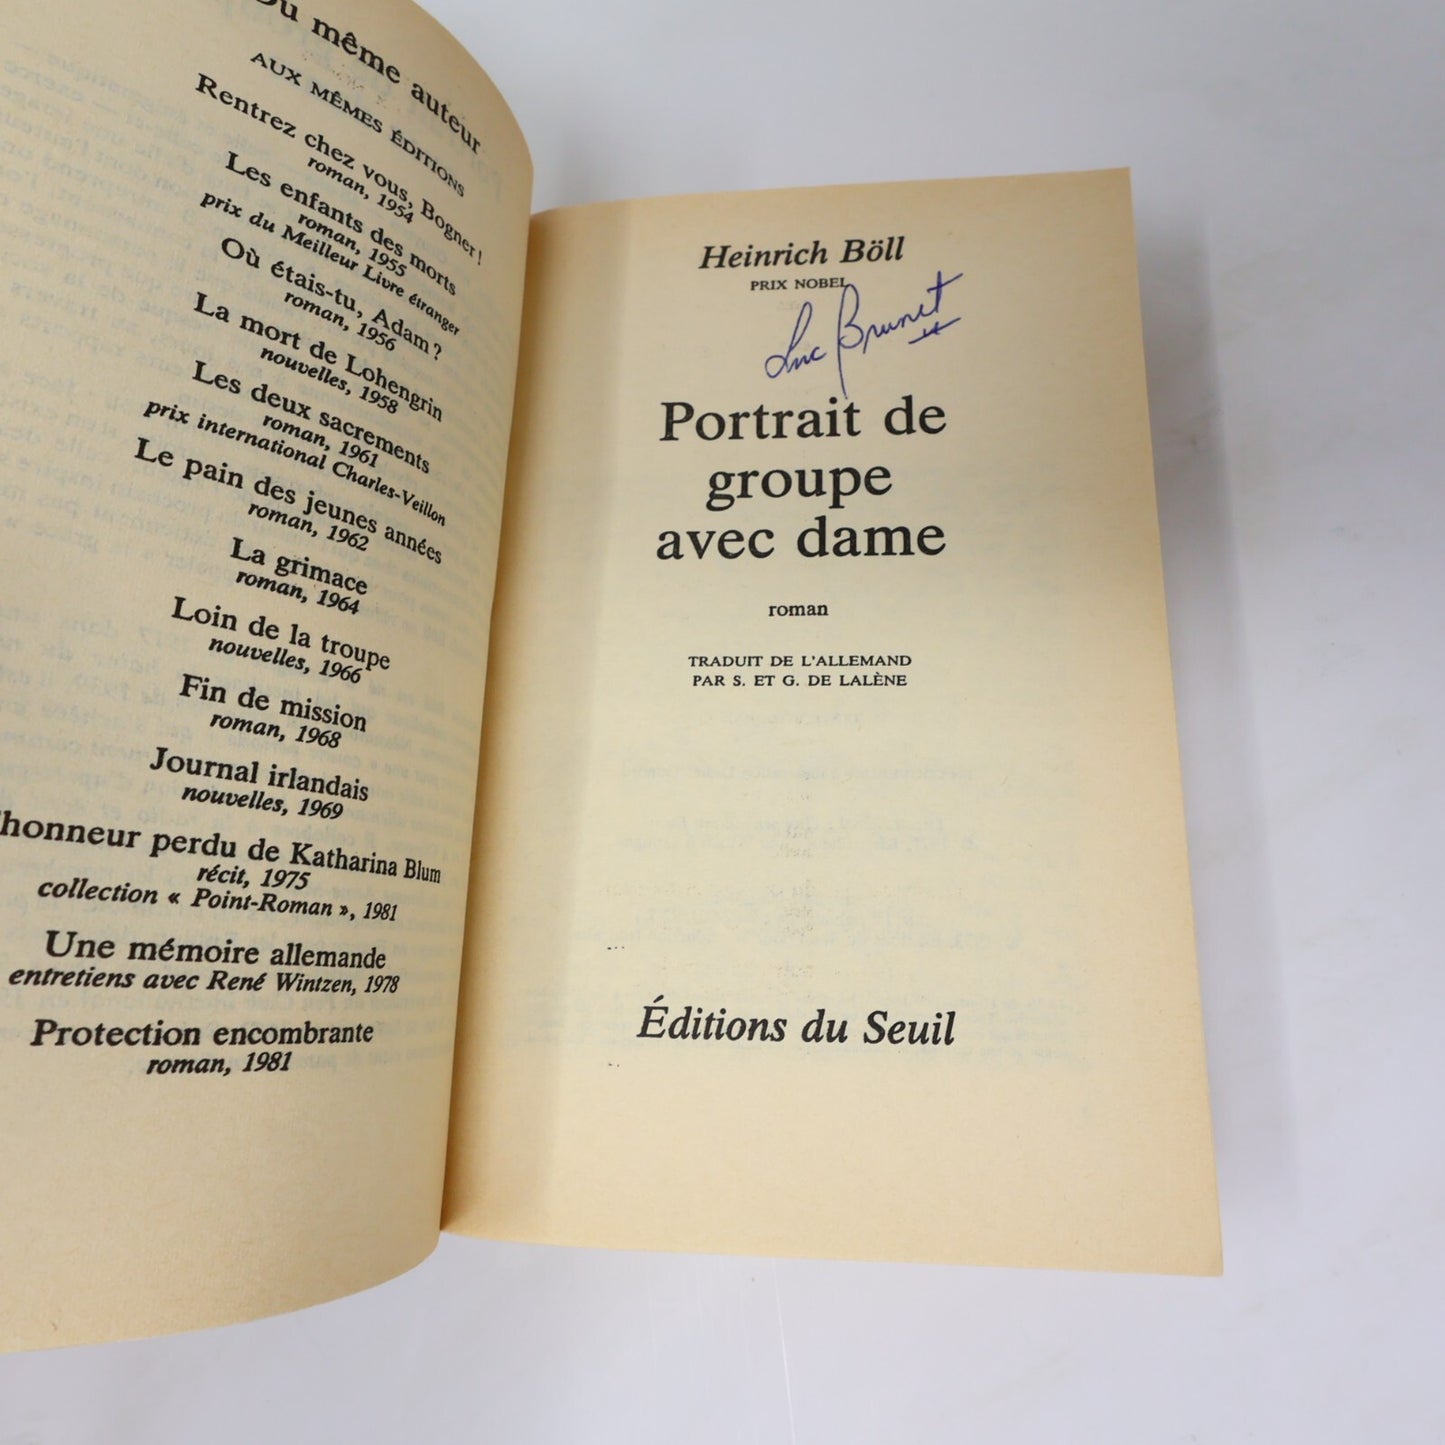 Du même auteur
AUX MÊMES ÉDITIONS
Rentrez chez vous, Bogner !
roman, 1954
Les enfants des morts
roman, 1955
prix du Meilleur Livre étranger
Où étais-tu, Adam ?
roman, 1956
La mort de Lohengrin
nouvelles, 1958
Les deux sacrements
roman, 1961
prix international Charles-Veillon
Le pain des jeunes années
roman, 1962
La grimace
roman, 1964
Loin de la troupe
nouvelles, 1966
Fin de mission
roman, 1968
Journal irlandais
nouvelles, 1969
'honneur perdu de Katharina Blum
récit, 1975
collection « Point-Roman », 1981
Une mémoire allemande
entretiens avec René Wintzen, 1978
Protection encombrante
roman, 1981
Heinrich Böll
PRIX NOBEL
Luc Brunet
Portrait de
groupe
avec dame
roman
TRADUIT DE L'ALLEMAND
PAR S. ET G. DE LALÈNE
Éditions du Seuil